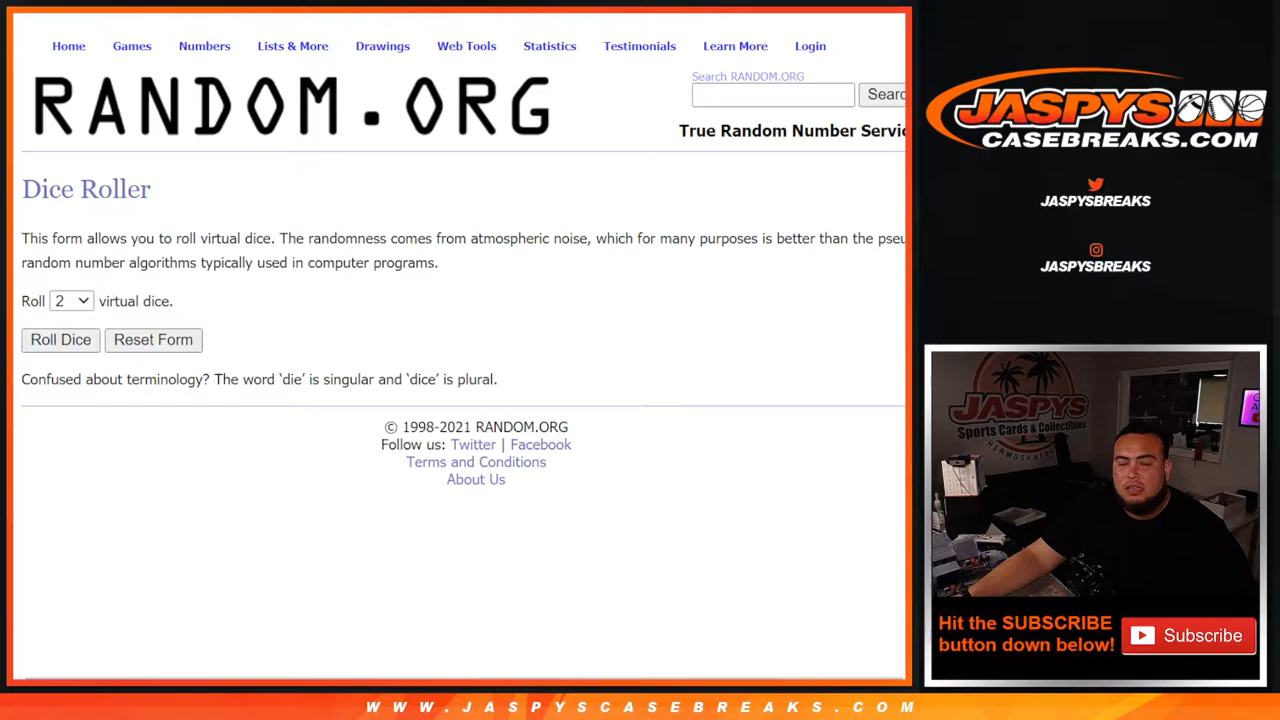 Home Games Numbers Lists & More Drawings Web Tools Statistics Testimonials Learn More Login
RANDOM.ORG
Search RANDOM.ORG
Searc
True Random Number Servic
Dice Roller
This form allows you to roll virtual dice. The randomness comes from atmospheric noise, which for many purposes is better than the pseu
random number algorithms typically used in computer programs.
Roll 2 virtual dice.
Roll Dice Reset Form
Confused about terminology? The word ‘die’ is singular and ‘dice’ is plural.
© 1998-2021 RANDOM.ORG
Follow us: Twitter | Facebook
Terms and Conditions
About Us
JASPYS
CASEBREAKS.COM
JASPYSBREAKS
JASPYSBREAKS
JASPYS
Sports Cards & Collectibles
HERMOSA BEACH
Hit the SUBSCRIBE
button down below!
Subscribe
WWW.JASPYSCASEBREAKS.COM